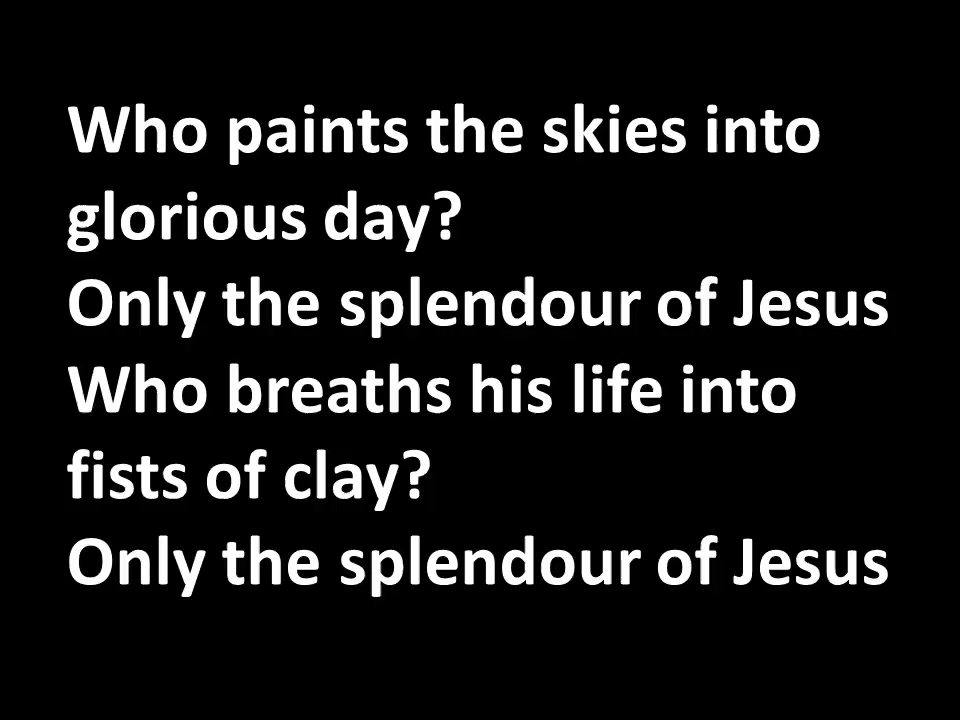 Who paints the skies into
glorious day?
Only the splendour of Jesus
Who breaths his life into
fists of clay?
Only the splendour of Jesus